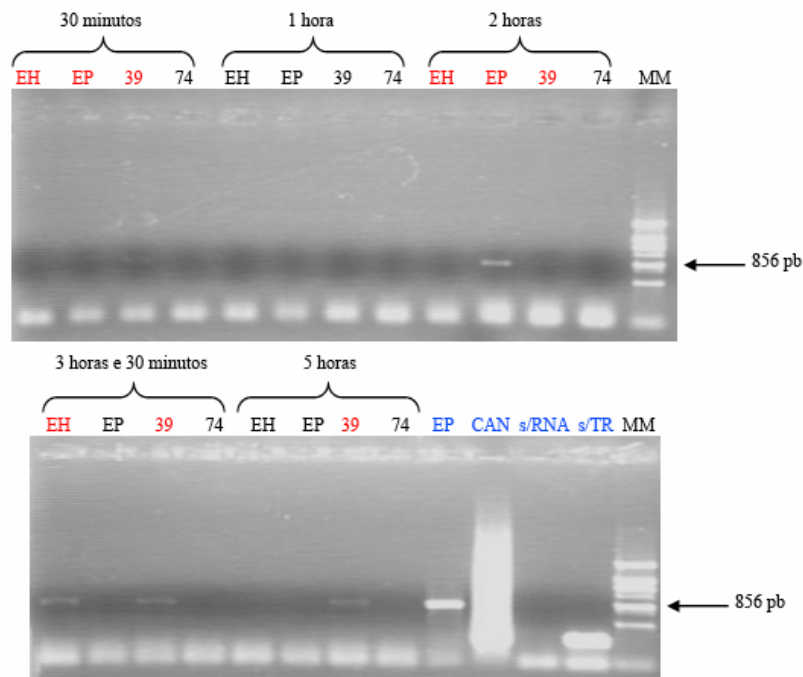 30 minutos 1 hora 2 horas
EH EP 39 74 EH EP 39 74 EH EP 39 74 MM
856 pb
3 horas e 30 minutos 5 horas
EH EP 39 74 EH EP 39 74 EP CAN s/RNA s/TR MM
856 pb